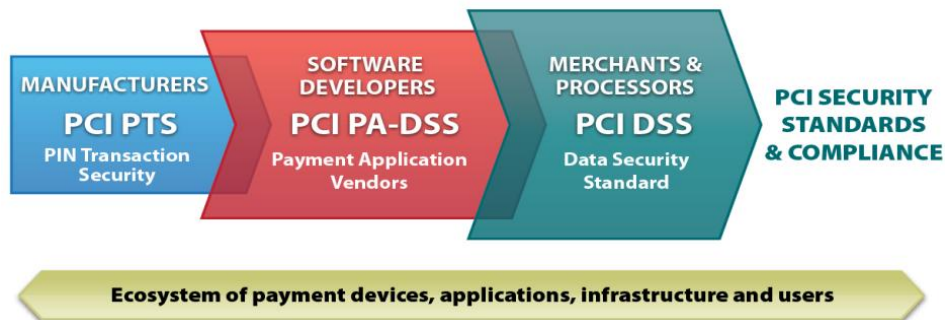 MANUFACTURERS
PCI PTS
PIN Transaction
Security
SOFTWARE
DEVELOPERS
PCI PA-DSS
Payment Application
Vendors
MERCHANTS &
PROCESSORS
PCI DSS
Data Security
Standard
PCI SECURITY
STANDARDS
& COMPLIANCE
Ecosystem of payment devices, applications, infrastructure and users